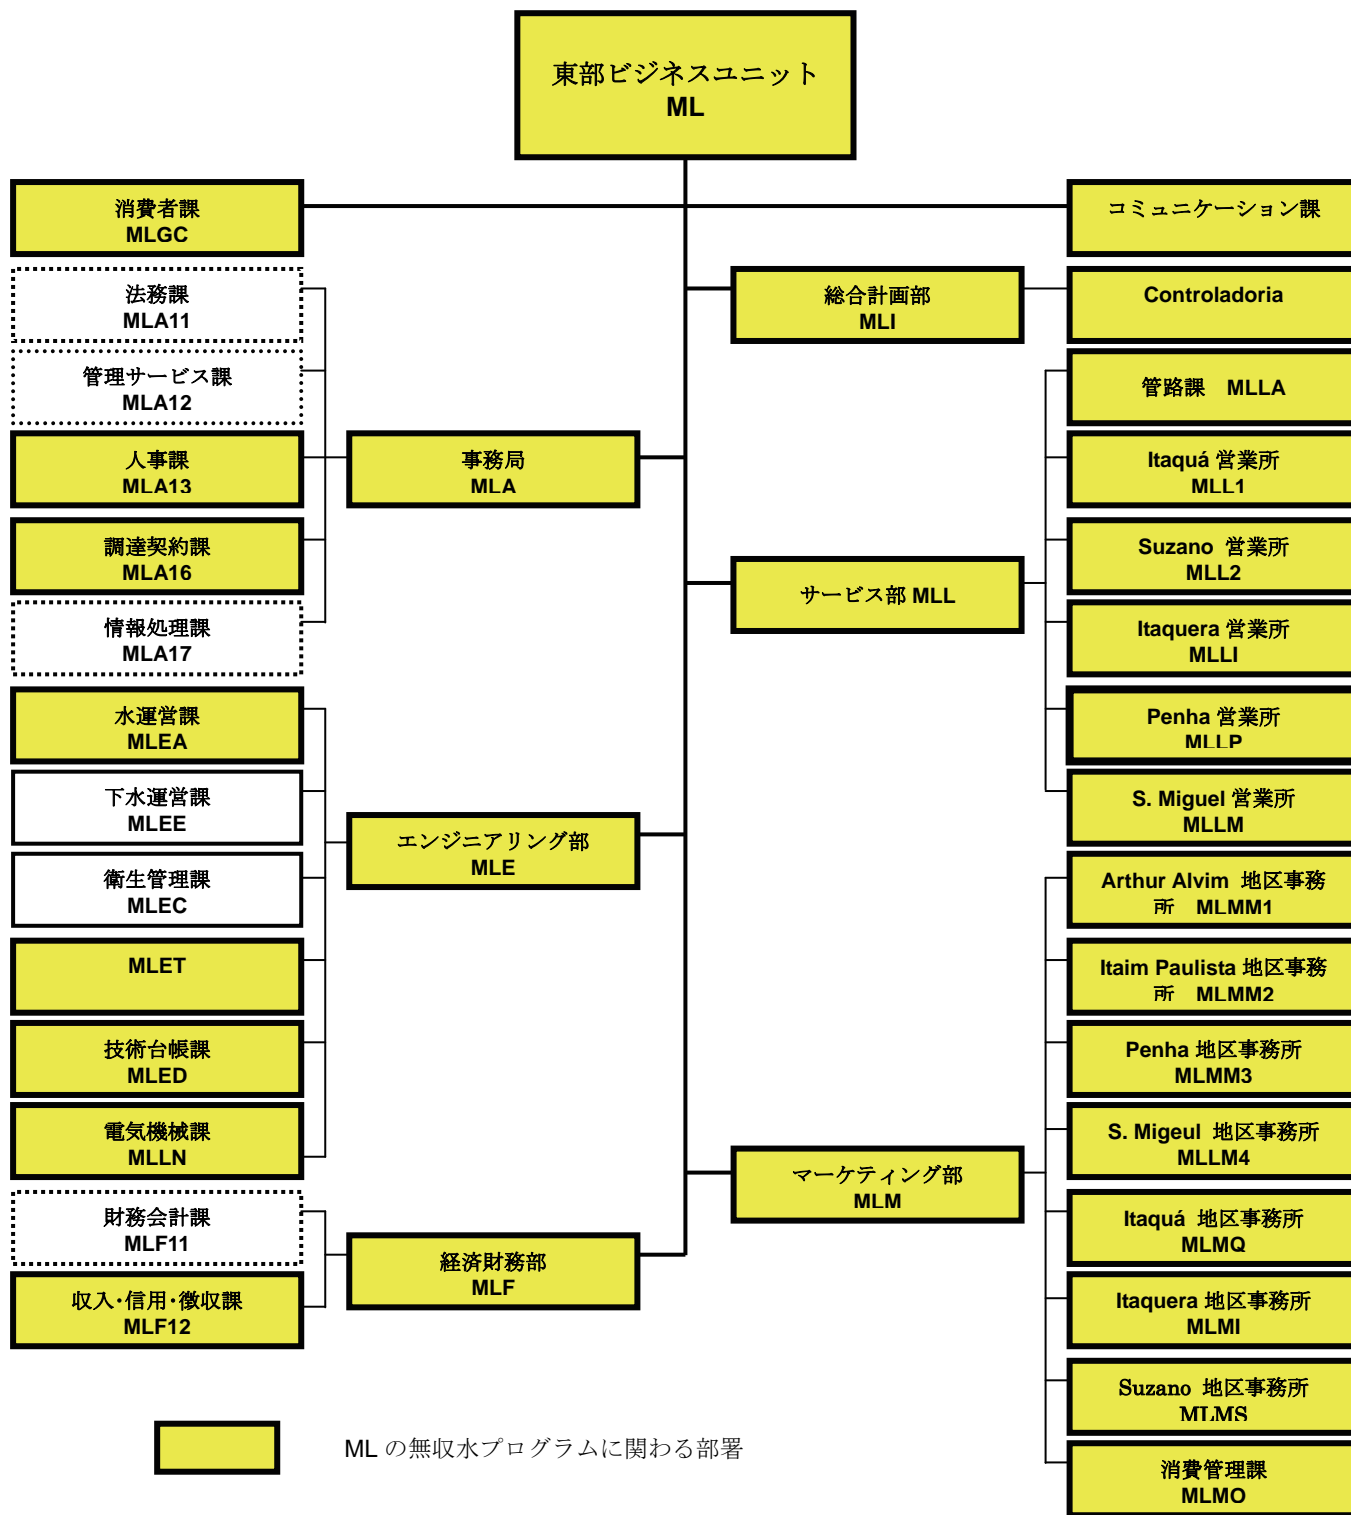 東部ビジネスユニット
ML
消費者課
MLGC
コミュニケーション課
法務課
MLA11
総合計画部
MLI
Controladoria
管理サービス課
MLA12
管路課 MLLA
人事課
MLA13
事務局
MLA
Itaquá 営業所
MLL1
調達契約課
MLA16
Suzano 営業所
MLL2
サービス部 MLL
情報処理課
MLA17
Itaquera 営業所
MLLI
水運営課
MLEA
Penha 営業所
MLLP
下水運営課
MLEE
S. Miguel 営業所
MLLM
エンジニアリング部
MLE
衛生管理課
MLEC
Arthur Alvim 地区事務
所 MLMM1
MLET
Itaim Paulista 地区事務
所 MLMM2
技術台帳課
MLED
Penha 地区事務所
MLMM3
電気機械課
MLLN
S. Migeul 地区事務所
MLLM4
マーケティング部
MLM
財務会計課
MLF11
Itaquá 地区事務所
MLMQ
経済財務部
MLF
収入・信用・徴収課
MLF12
Itaquera 地区事務所
MLMI
Suzano 地区事務所
MLMS
ML の無収水プログラムに関わる部署
消費管理課
MLMO